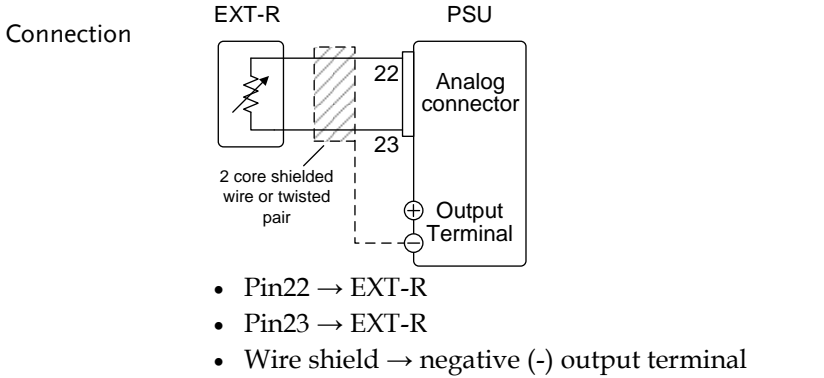 Connection
EXT-R
PSU
22
Analog
connector
23
2 core shielded
wire or twisted
pair
+
Output
Terminal
−
• Pin22 → EXT-R
• Pin23 → EXT-R
• Wire shield → negative (-) output terminal